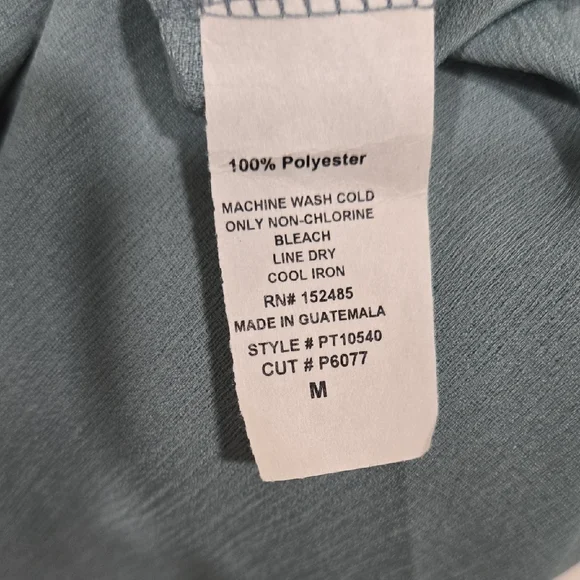 100% Polyester
MACHINE WASH COLD
ONLY NON-CHLORINE
BLEACH
LINE DRY
COOL IRON
RN# 152485
MADE IN GUATEMALA
STYLE # PT10540
CUT # P6077
M